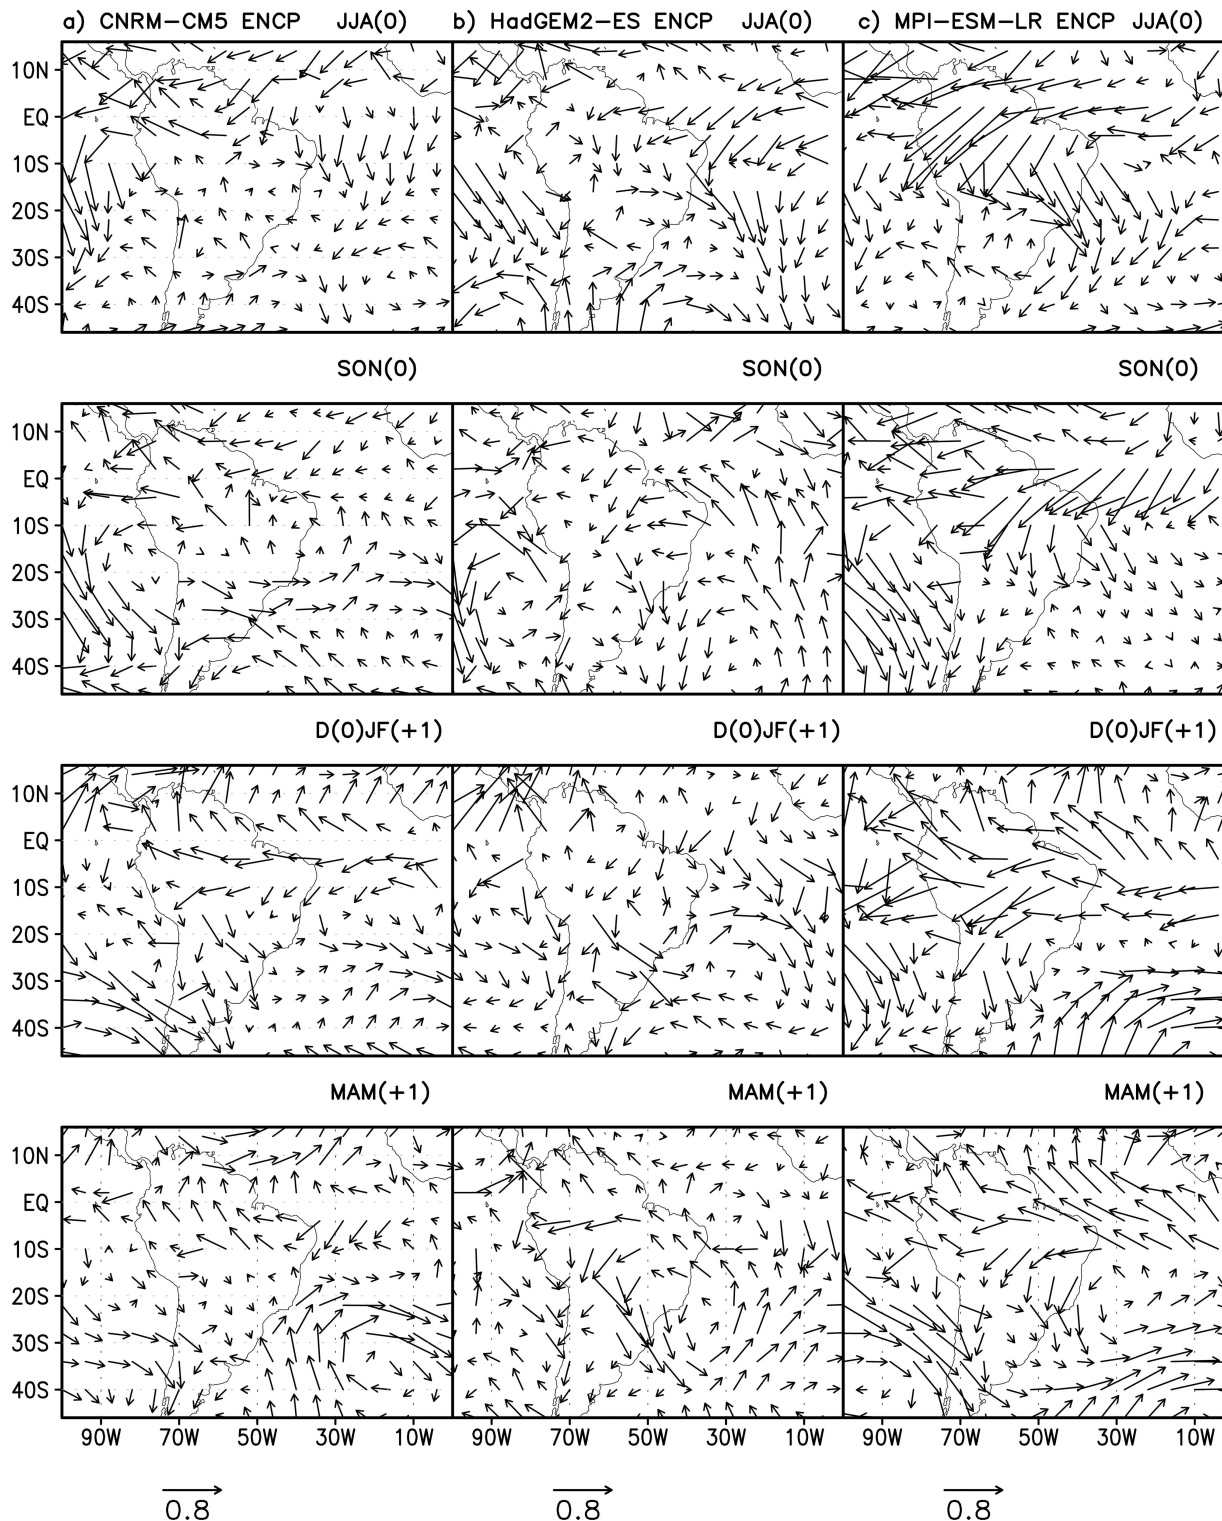 a) CNRM-CM5 ENCP JJA(0) b) HadGEM2-ES ENCP JJA(0) c) MPI-ESM-LR ENCP JJA(0)
10N
EQ
10S
20S
30S
40S
SON(0) SON(0) SON(0)
10N
EQ
10S
20S
30S
40S
D(0)JF(+1) D(0)JF(+1) D(0)JF(+1)
10N
EQ
10S
20S
30S
40S
MAM(+1) MAM(+1) MAM(+1)
10N
EQ
10S
20S
30S
40S
90W 70W 50W 30W 10W 90W 70W 50W 30W 10W 90W 70W 50W 30W 10W
0.8 0.8 0.8